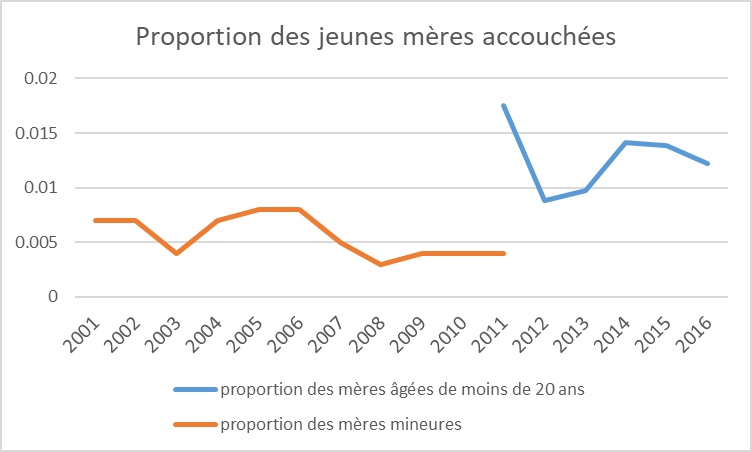 Proportion des jeunes mères accouchées
0.02
0.015
0.01
0.005
0
2001 2002 2003 2004 2005 2006 2007 2008 2009 2010 2011 2012 2013 2014 2015 2016
proportion des mères âgées de moins de 20 ans
proportion des mères mineures